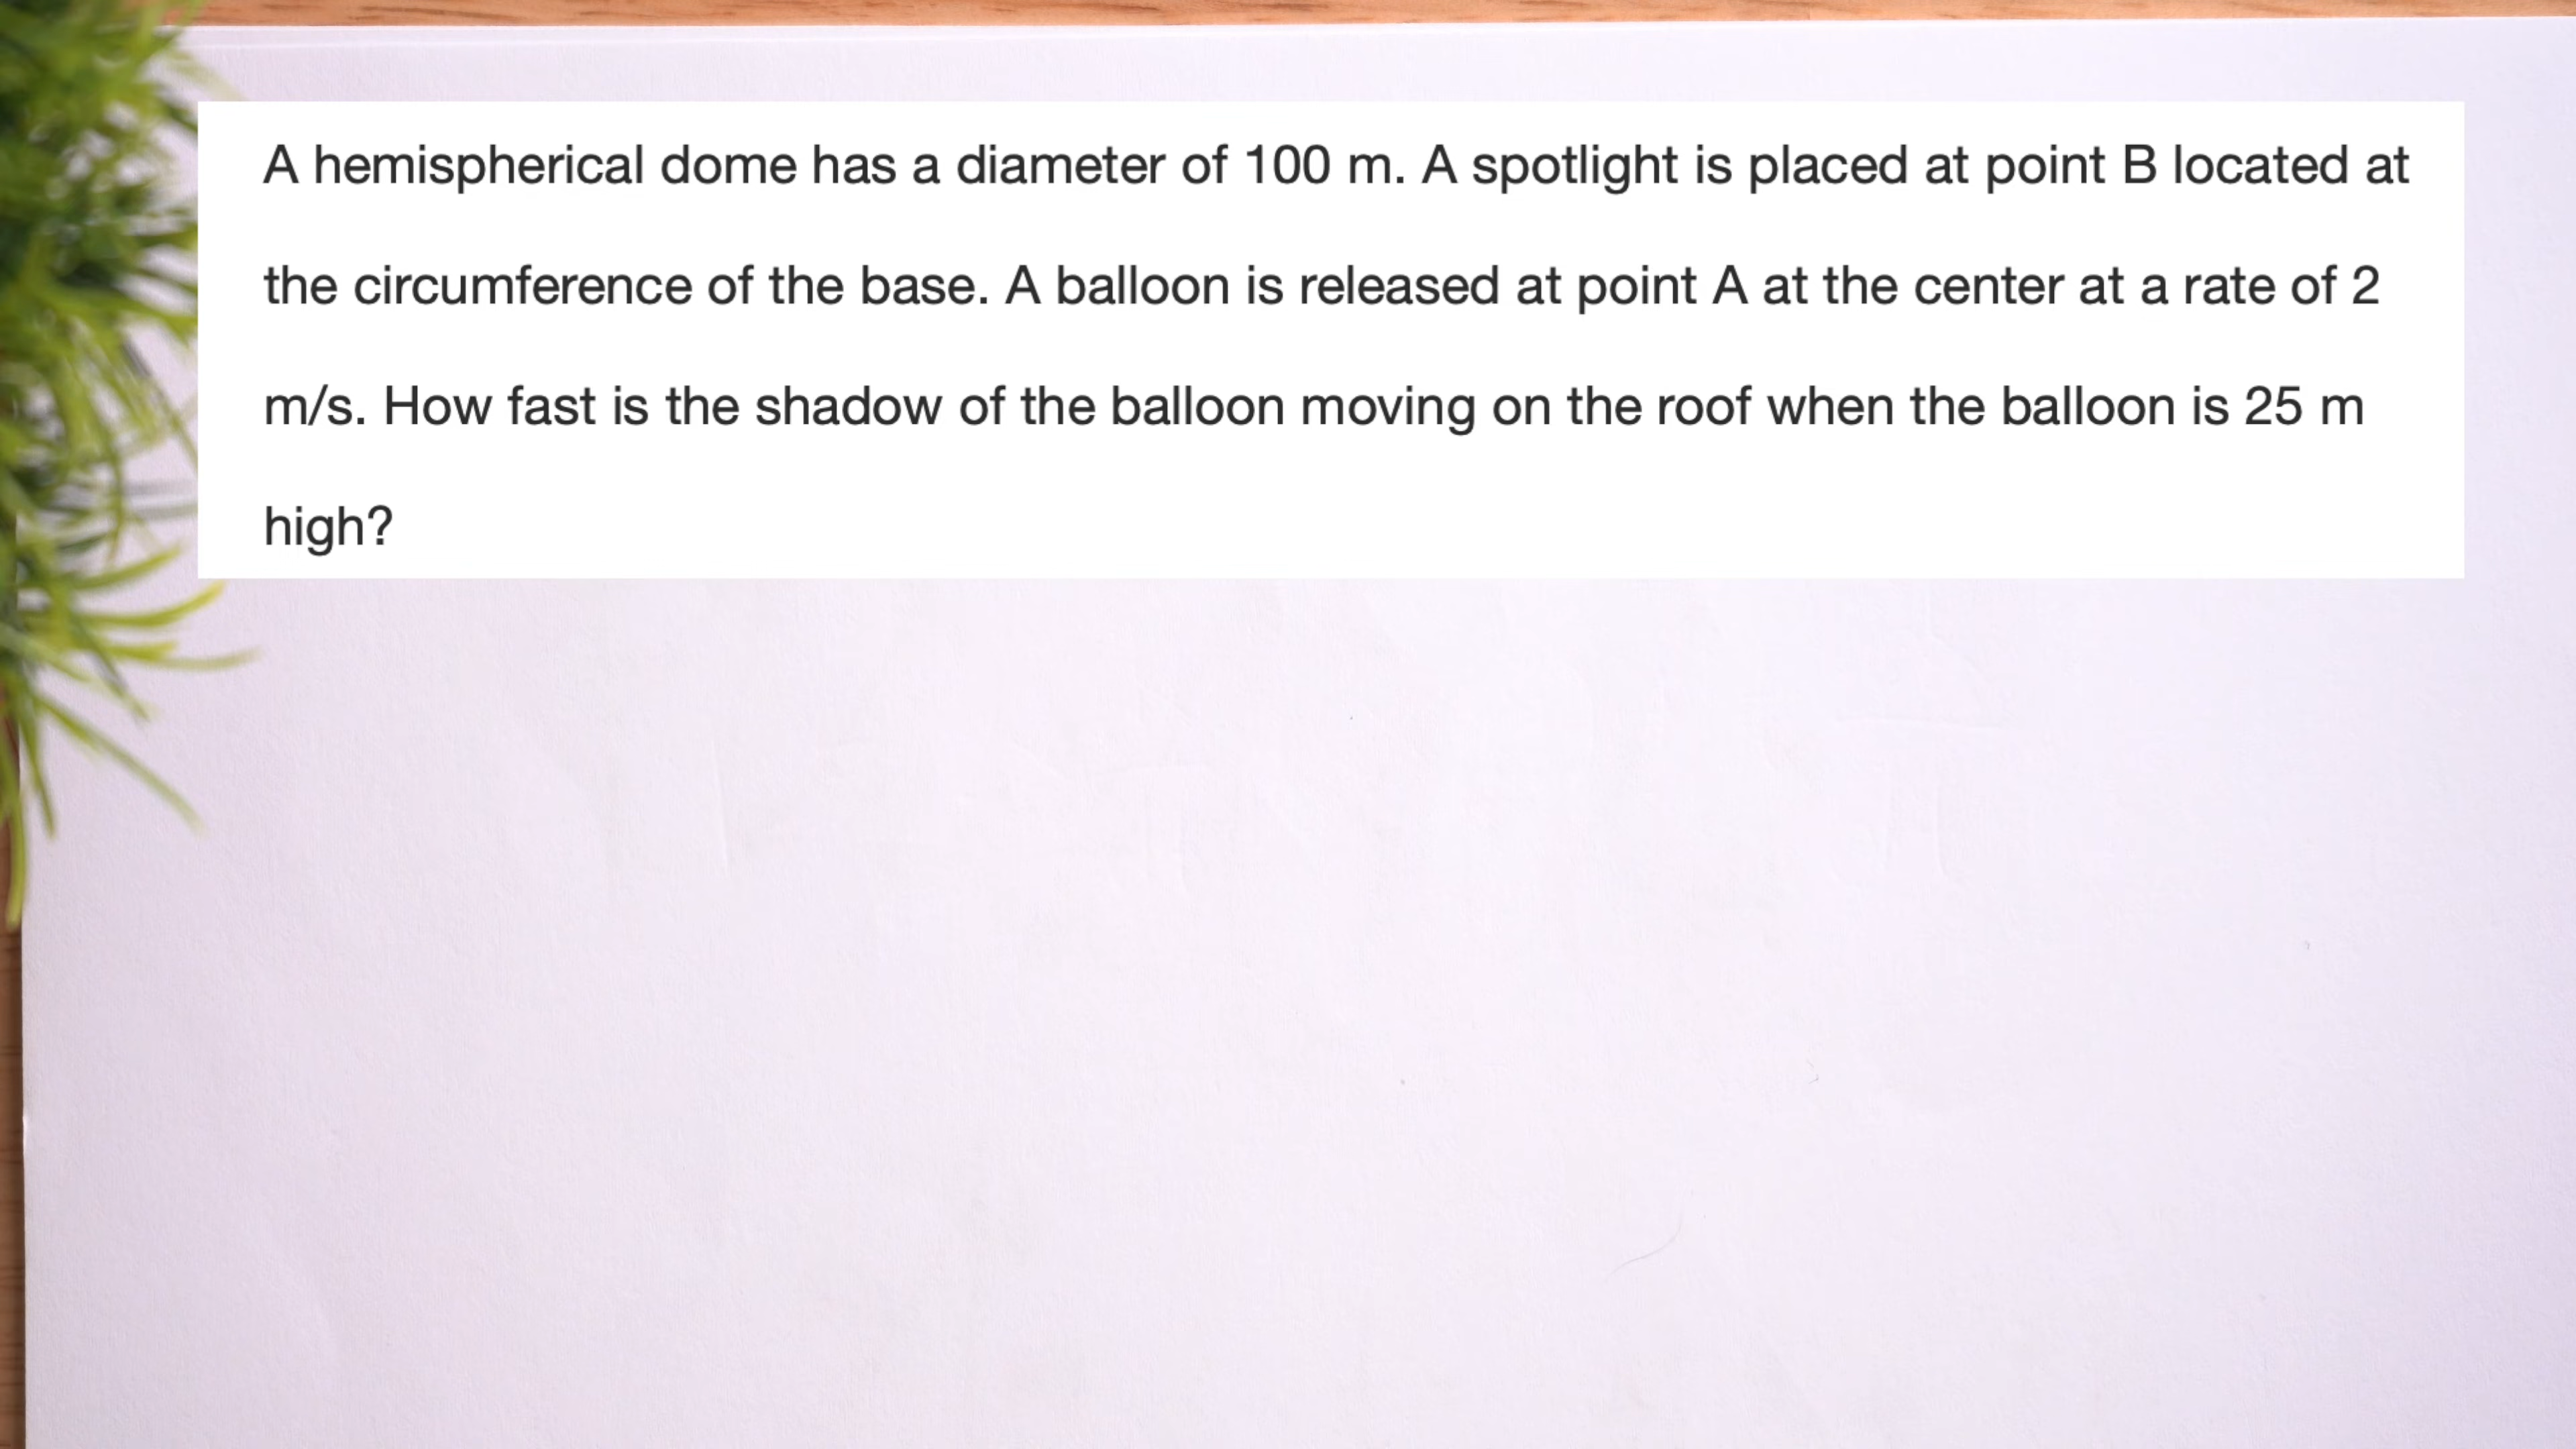 A hemispherical dome has a diameter of 100 m. A spotlight is placed at point B located at
the circumference of the base. A balloon is released at point A at the center at a rate of 2
m/s. How fast is the shadow of the balloon moving on the roof when the balloon is 25 m
high?